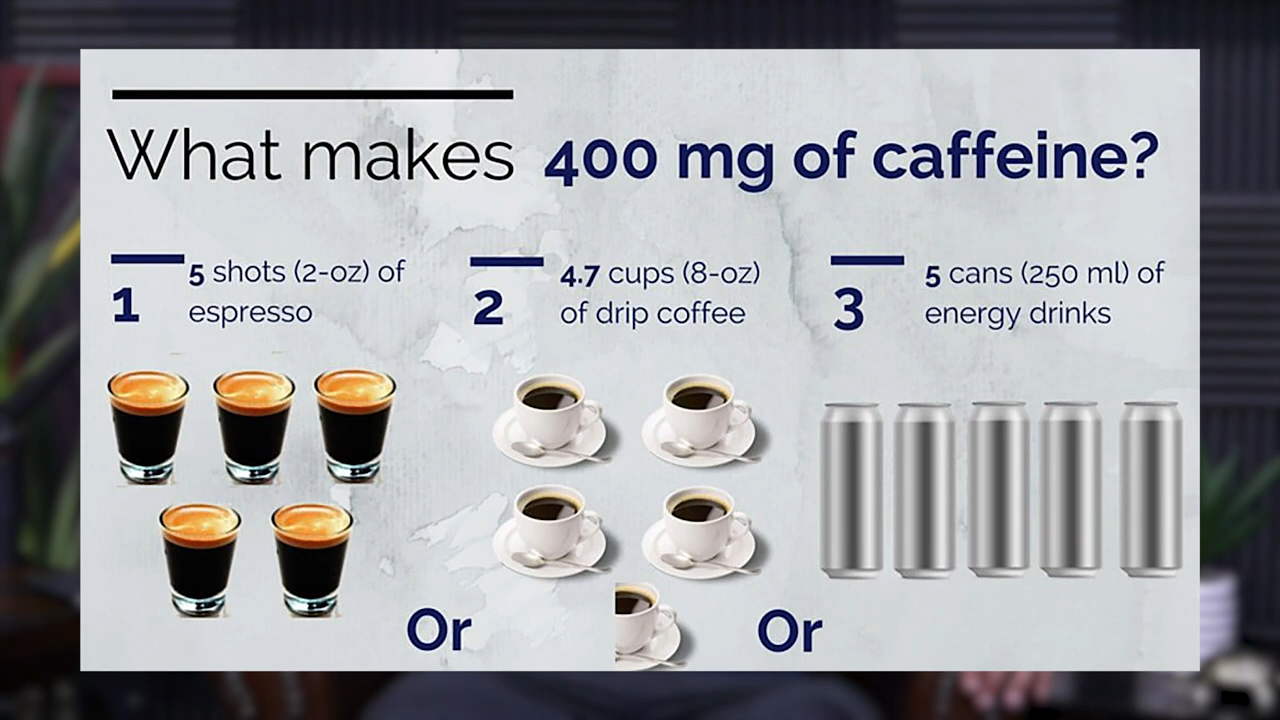 What makes 400 mg of caffeine?
1
5 shots (2-oz) of
espresso
2
4.7 cups (8-oz)
of drip coffee
3
5 cans (250 ml) of
energy drinks
Or
Or